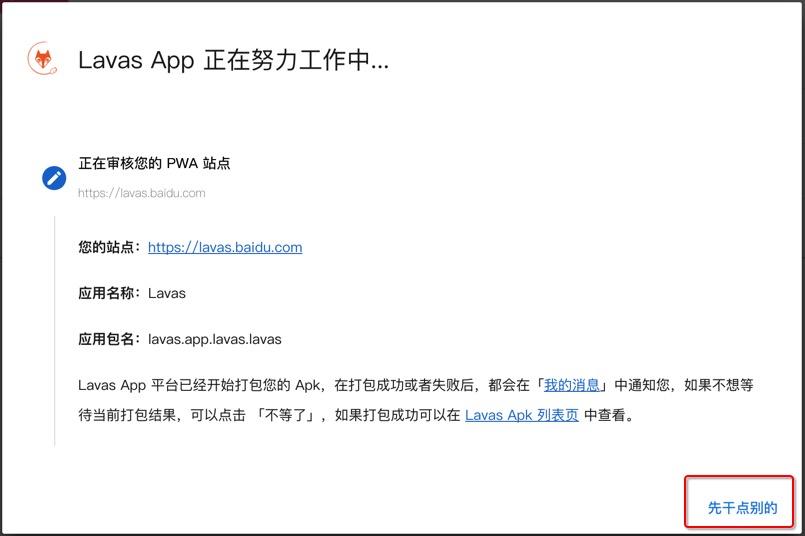 Lavas App 正在努力工作中...
正在审核您的 PWA 站点
https://lavas.baidu.com
您的站点：https://lavas.baidu.com
应用名称：Lavas
应用包名：lavas.app.lavas.lavas
Lavas App 平台已经开始打包您的 Apk，在打包成功或者失败后，都会在「我的消息」中通知您，如果不想等
待当前打包结果，可以点击 「不等了」，如果打包成功可以在 Lavas Apk 列表页 中查看。
先干点别的